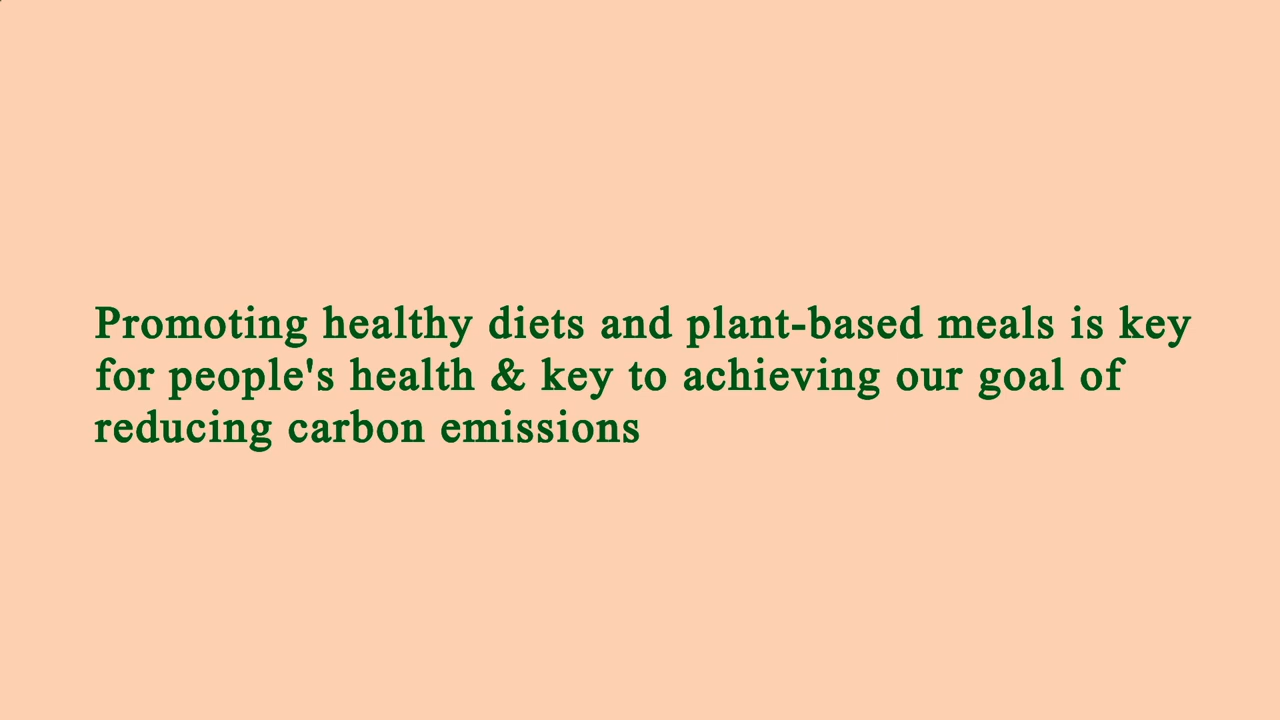 Promoting healthy diets and plant-based meals is key
for people's health & key to achieving our goal of
reducing carbon emissions